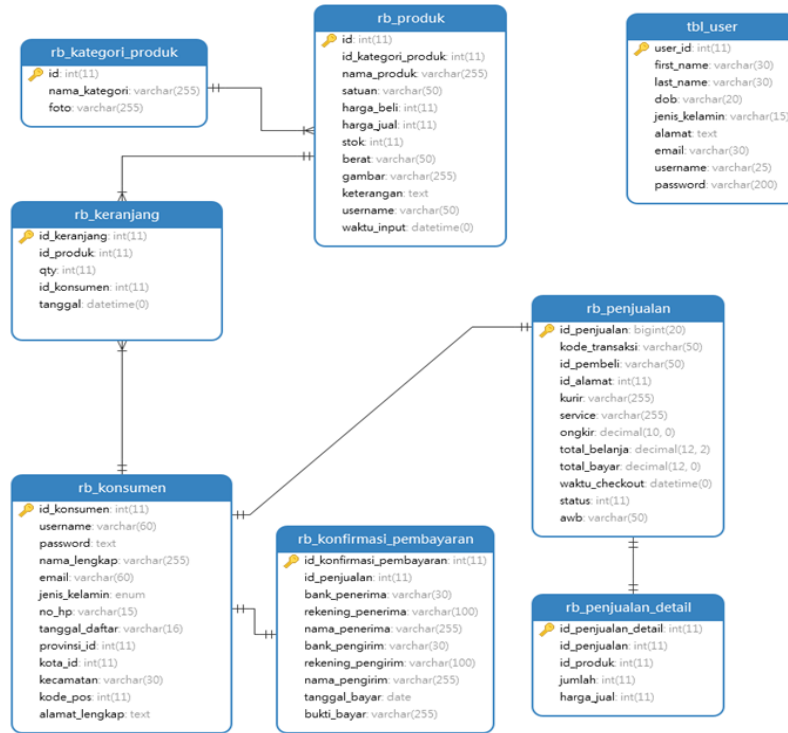 rb_kategori_produk
id: int(11)
nama_kategori: varchar(255)
foto: varchar(255)
rb_produk
id: int(11)
id_kategori_produk: int(11)
nama_produk: varchar(255)
satuan: varchar(50)
harga_beli: int(11)
harga_jual: int(11)
stok: int(11)
berat: varchar(50)
gambar: varchar(255)
keterangan: text
username: varchar(50)
waktu_input: datetime(0)
tbl_user
user_id: int(11)
first_name: varchar(30)
last_name: varchar(30)
dob: varchar(20)
jenis_kelamin: varchar(15)
alamat: text
email: varchar(30)
username: varchar(25)
password: varchar(200)
rb_keranjang
id_keranjang: int(11)
id_produk: int(11)
qty: int(11)
id_konsumen: int(11)
tanggal: datetime(0)
rb_penjualan
id_penjualan: bigint(20)
kode_transaksi: varchar(50)
id_pembeli: varchar(50)
id_alamat: int(11)
kurir: varchar(255)
service: varchar(255)
ongkir: decimal(10, 0)
total_belanja: decimal(12, 2)
total_bayar: decimal(12, 0)
waktu_checkout: datetime(0)
status: int(11)
awb: varchar(50)
rb_konsumen
id_konsumen: int(11)
username: varchar(60)
password: text
nama_lengkap: varchar(255)
email: varchar(60)
jenis_kelamin: enum
no_hp: varchar(15)
tanggal_daftar: varchar(16)
provinsi_id: int(11)
kota_id: int(11)
kecamatan: varchar(30)
kode_pos: int(11)
alamat_lengkap: text
rb_konfirmasi_pembayaran
id_konfirmasi_pembayaran: int(11)
id_penjualan: int(11)
bank_penerima: varchar(30)
rekening_penerima: varchar(100)
nama_penerima: varchar(255)
bank_pengirim: varchar(30)
rekening_pengirim: varchar(100)
nama_pengirim: varchar(255)
tanggal_bayar: date
bukti_bayar: varchar(255)
rb_penjualan_detail
id_penjualan_detail: int(11)
id_penjualan: int(11)
id_produk: int(11)
jumlah: int(11)
harga_jual: int(11)